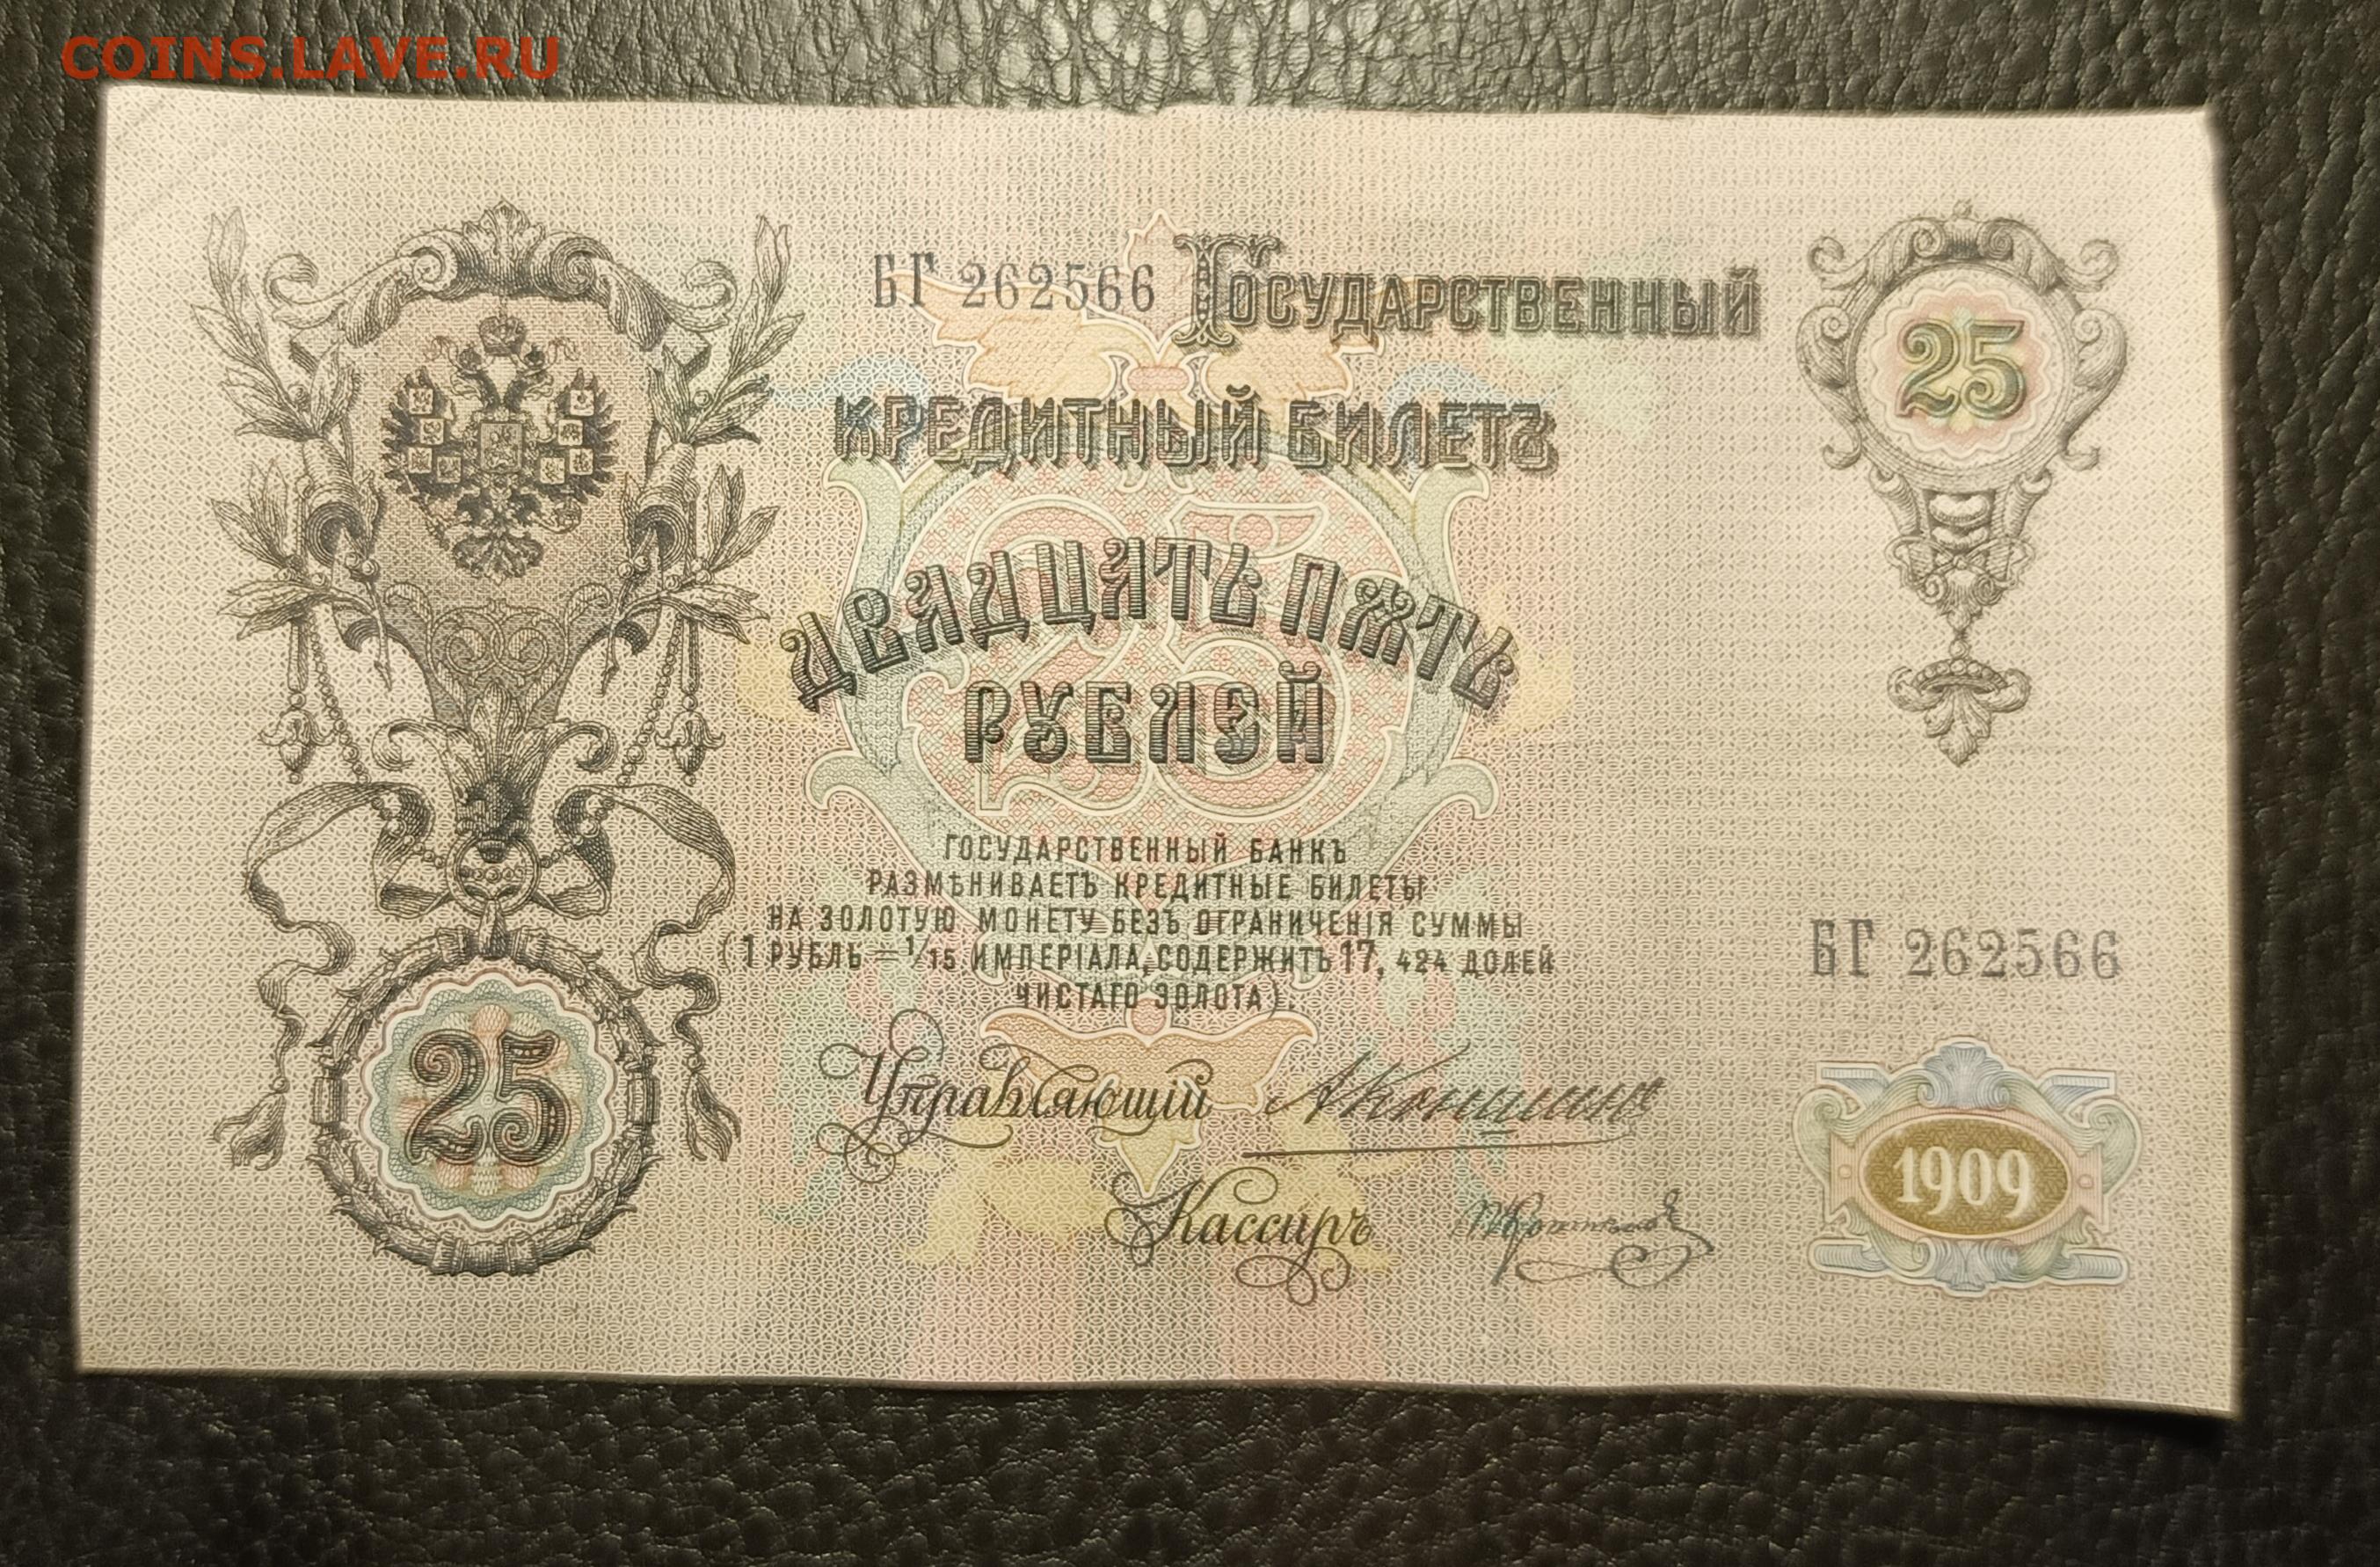 COINS.LAVE.RU
БГ 262566 ГОСУДАРСТВЕННЫЙ
25
КРЕДИТНЫЙ БИЛЕТЪ
ДВАДЦАТЬ ПѦТЬ
РУБЛЕЙ
ГОСУДАРСТВЕННЫЙ БАНКЪ
РАЗМѢНИВАЕТЪ КРЕДИТНЫЕ БИЛЕТЫ
НА ЗОЛОТУЮ МОНЕТУ БЕЗЪ ОГРАНИЧЕНІЯ СУММЫ
(1 РУБЛЬ = 1/15 ИМПЕРІАЛА, СОДЕРЖИТЪ 17, 424 ДОЛЕЙ
ЧИСТАГО ЗОЛОТА).
БГ 262566
25
Управляющій АКоншинъ
Кассиръ
1909